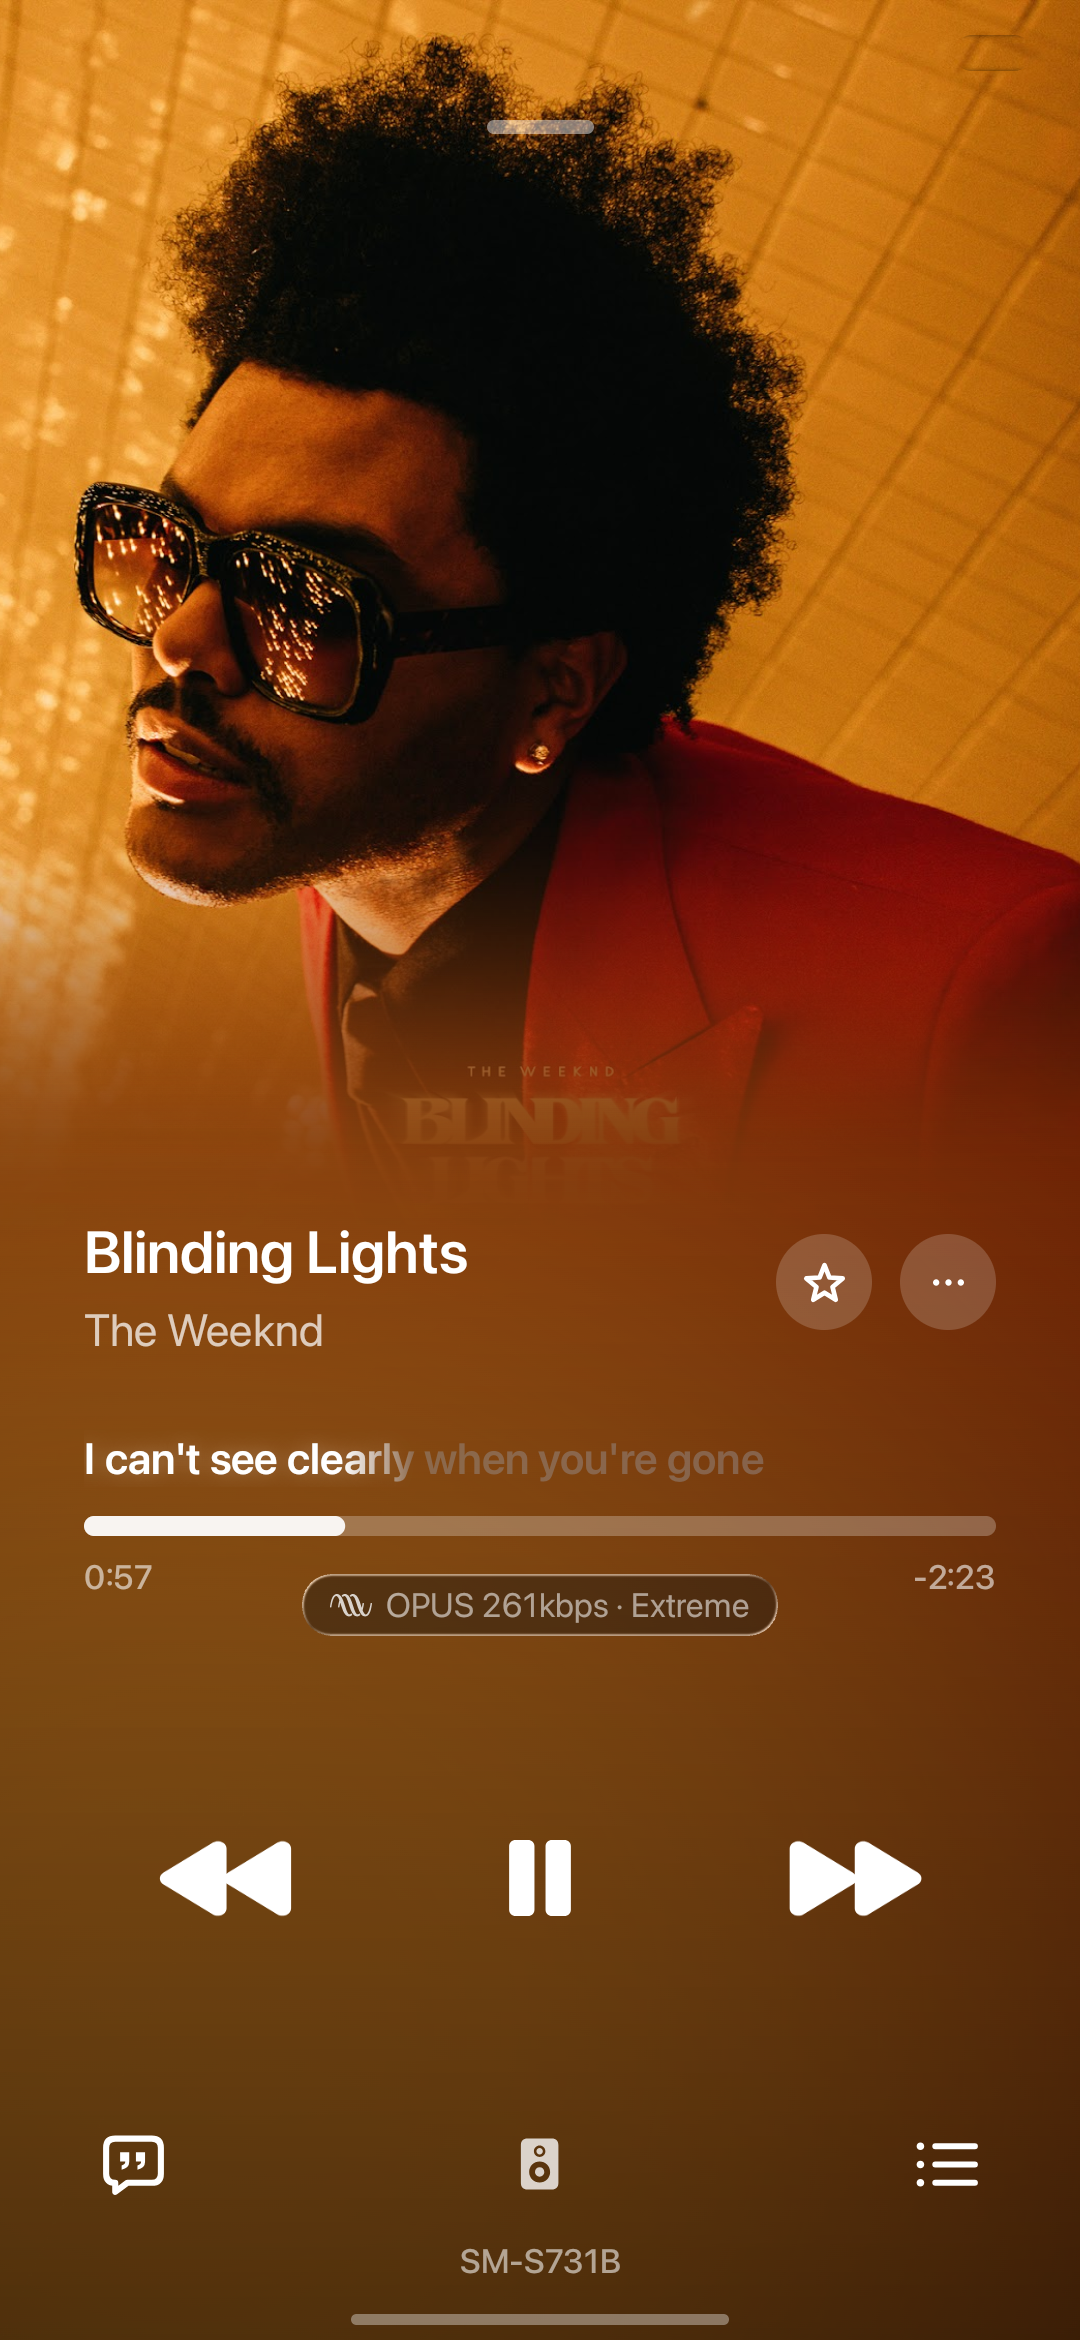 THE WEEKND
BLINDING
LIGHTS
Blinding Lights
The Weeknd
I can't see clearly when you're gone
0:57
-2:23
OPUS 261kbps · Extreme
SM-S731B